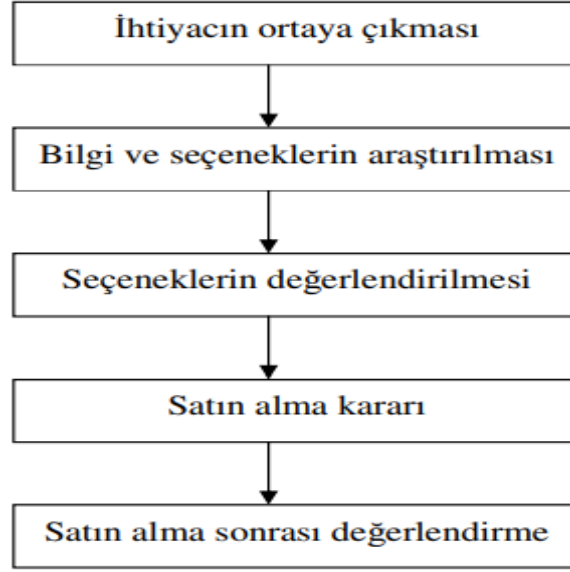 İhtiyacın ortaya çıkması
Bilgi ve seçeneklerin araştırılması
Seçeneklerin değerlendirilmesi
Satın alma kararı
Satın alma sonrası değerlendirme